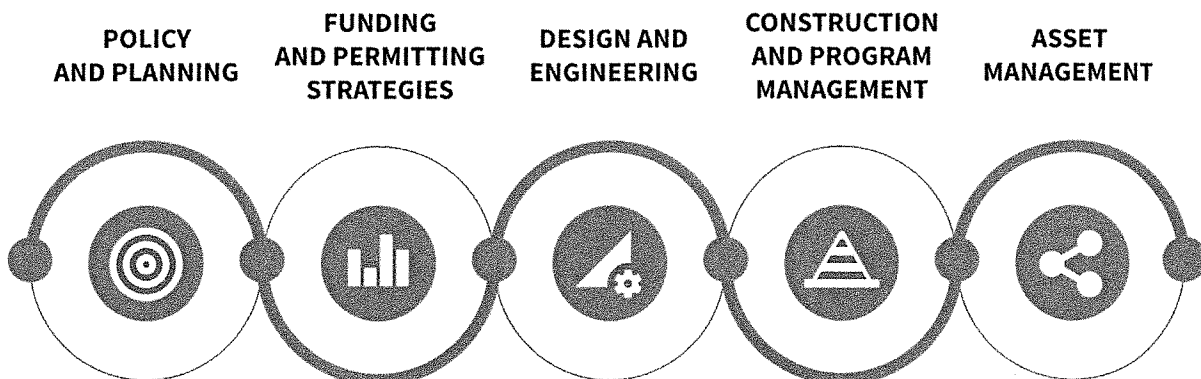 POLICY
AND PLANNING
FUNDING
AND PERMITTING
STRATEGIES
DESIGN AND
ENGINEERING
CONSTRUCTION
AND PROGRAM
MANAGEMENT
ASSET
MANAGEMENT